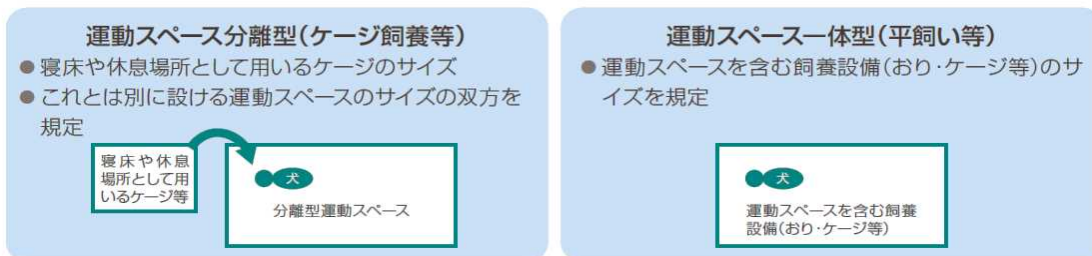 運動スペース分離型(ケージ飼養等)
●寝床や休息場所として用いるケージのサイズ
●これとは別に設ける運動スペースのサイズの双方を
規定
寝床や休息
場所として用
いるケージ等
犬
分離型運動スペース
運動スペース一体型(平飼い等)
●運動スペースを含む飼養設備(おり・ケージ等)のサ
イズを規定
犬
運動スペースを含む飼養
設備(おり・ケージ等)